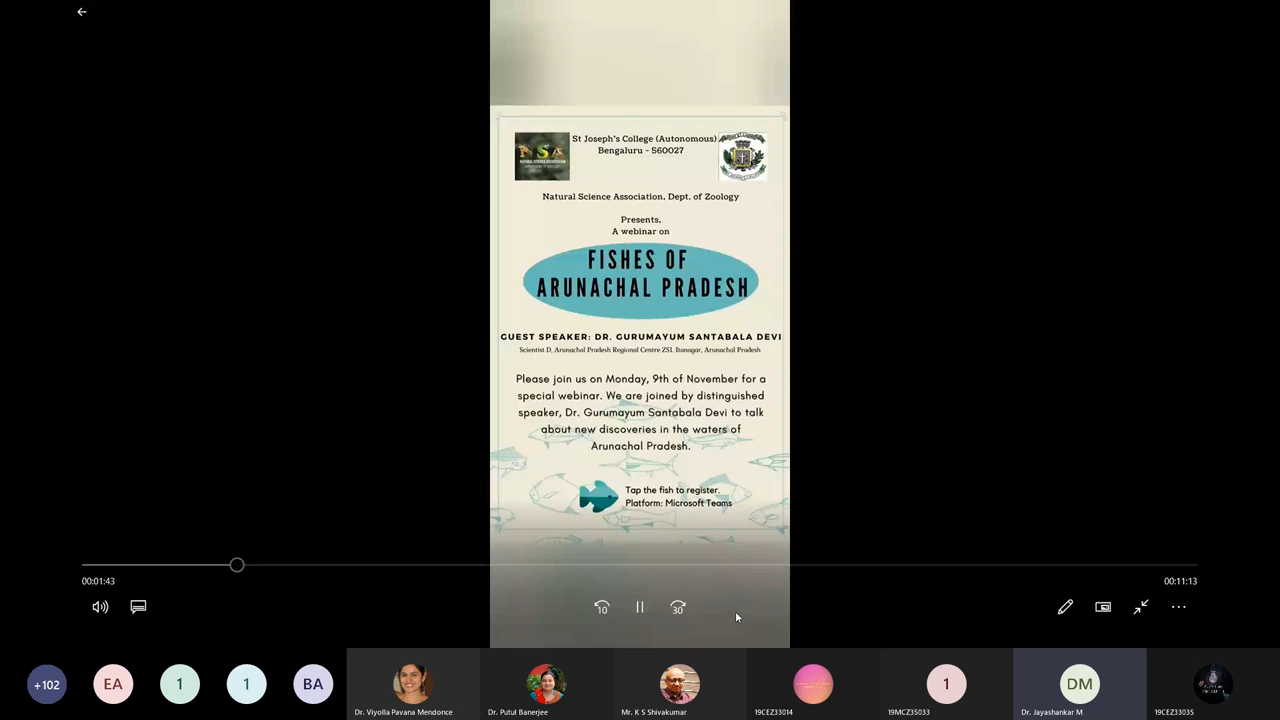 St Joseph's College (Autonomous)
Bengaluru - 560027
Natural Science Association, Dept. of Zoology
Presents,
A webinar on
FISHES OF
ARUNACHAL PRADESH
GUEST SPEAKER: DR. GURUMAYUM SANTABALA DEVI
Scientist D, Arunachal Pradesh Regional Centre ZSI, Itanagar, Arunachal Pradesh
Please join us on Monday, 9th of November for a
special webinar. We are joined by distinguished
speaker, Dr. Gurumayum Santabala Devi to talk
about new discoveries in the waters of
Arunachal Pradesh.
Tap the fish to register.
Platform: Microsoft Teams
00:01:43
00:11:13
10
30
+102
EA
1
1
BA
1
DM
Dr. Viyolla Pavana Mendonce
Dr. Putul Banerjee
Mr. K S Shivakumar
19CEZ33014
19MCZ35033
Dr. Jayashankar M
19CEZ33035